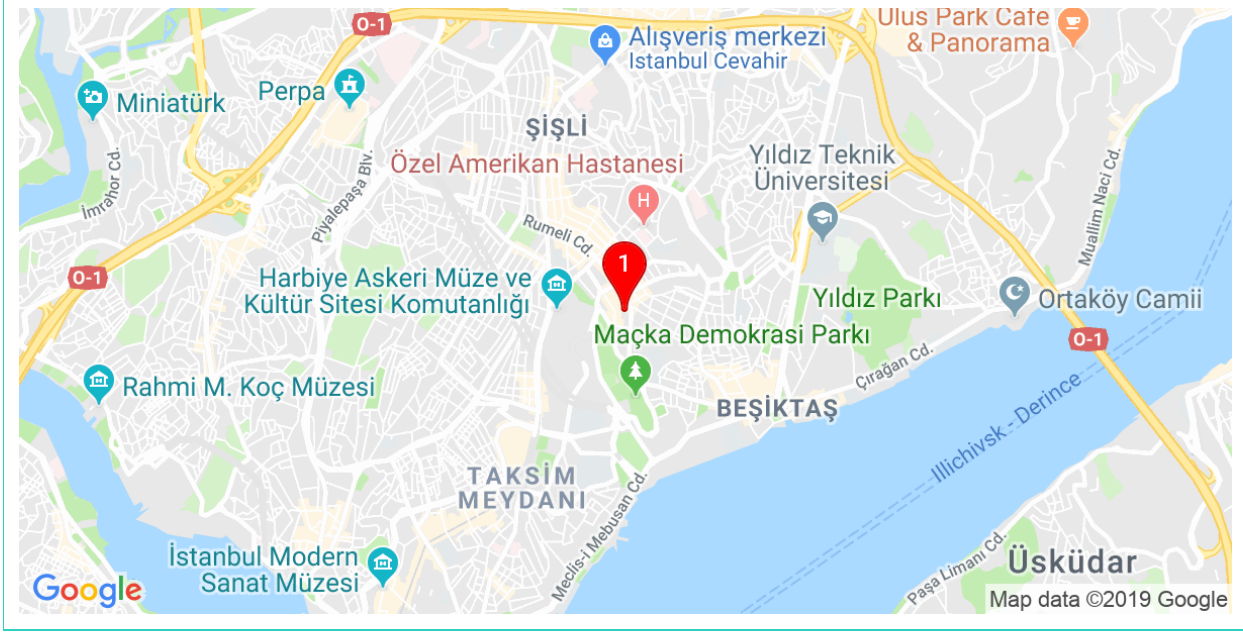 O-1
Ulus Park Cafe
& Panorama
Alışveriş merkezi
İstanbul Cevahir
Miniatürk
Perpa
ŞİŞLİ
Özel Amerikan Hastanesi
H
Yıldız Teknik
Üniversitesi
İmrahor Cd.
Piyalepaşa Blv.
Muallim Naci Cd.
Rumeli Cd.
1
O-1
Harbiye Askeri Müze ve
Kültür Sitesi Komutanlığı
Yıldız Parkı
Ortaköy Camii
Maçka Demokrasi Parkı
O-1
Rahmi M. Koç Müzesi
Çırağan Cd.
BEŞİKTAŞ
Illichivsk - Derince
TAKSİM
MEYDANI
Meclis-i Mebusan Cd.
İstanbul Modern
Sanat Müzesi
Paşa Limanı Cd.
Üsküdar
Google
Map data ©2019 Google